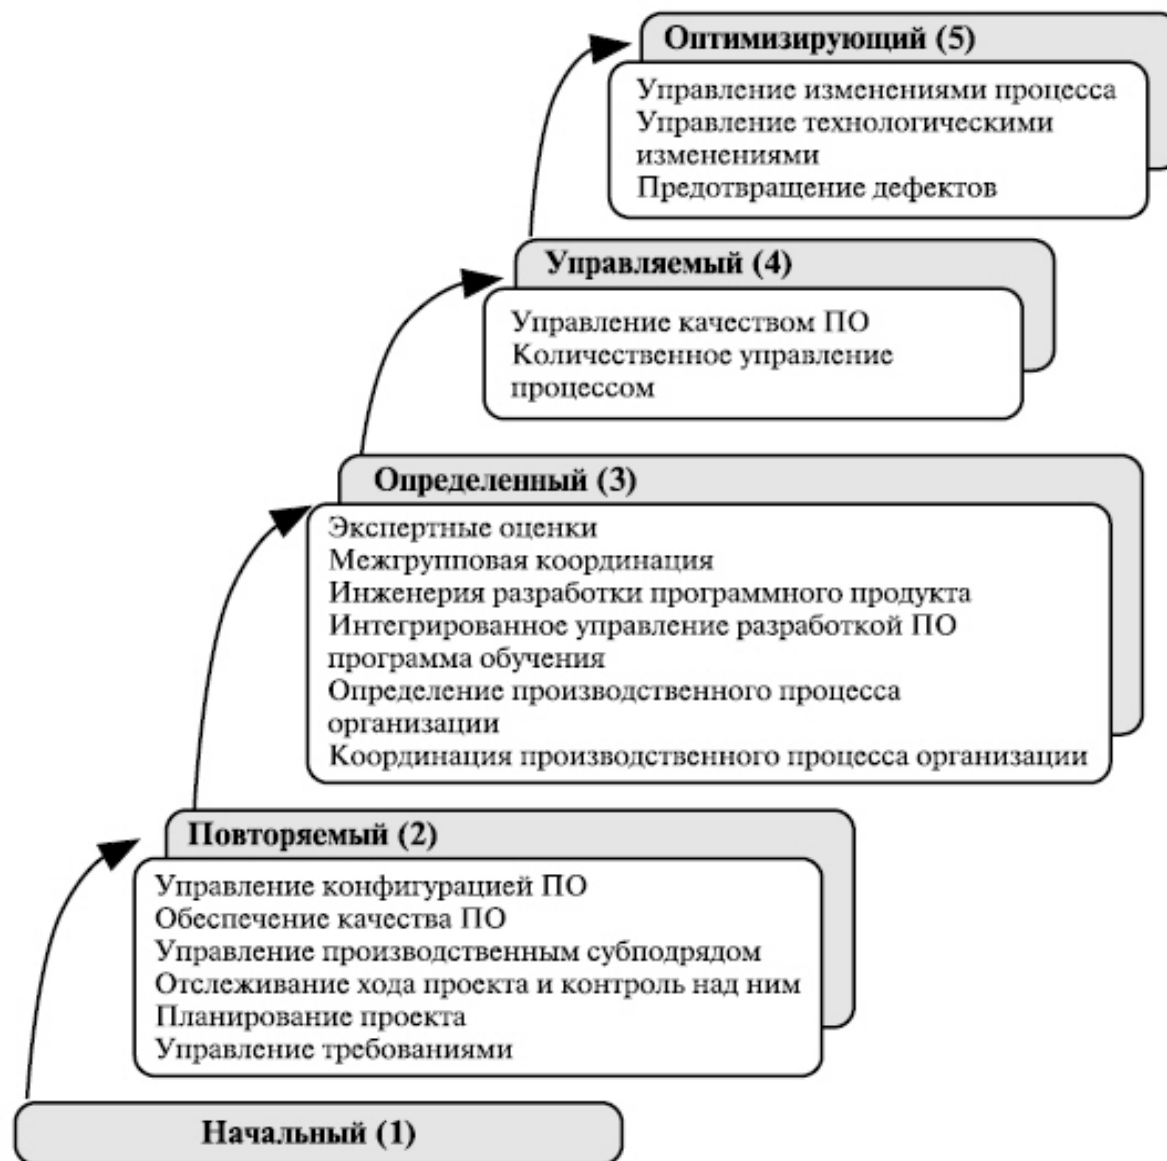 Оптимизирующий (5)
Управление изменениями процесса
Управление технологическими
изменениями
Предотвращение дефектов
Управляемый (4)
Управление качеством ПО
Количественное управление
процессом
Определенный (3)
Экспертные оценки
Межгрупповая координация
Инженерия разработки программного продукта
Интегрированное управление разработкой ПО
программа обучения
Определение производственного процесса
организации
Координация производственного процесса организации
Повторяемый (2)
Управление конфигурацией ПО
Обеспечение качества ПО
Управление производственным субподрядом
Отслеживание хода проекта и контроль над ним
Планирование проекта
Управление требованиями
Начальный (1)